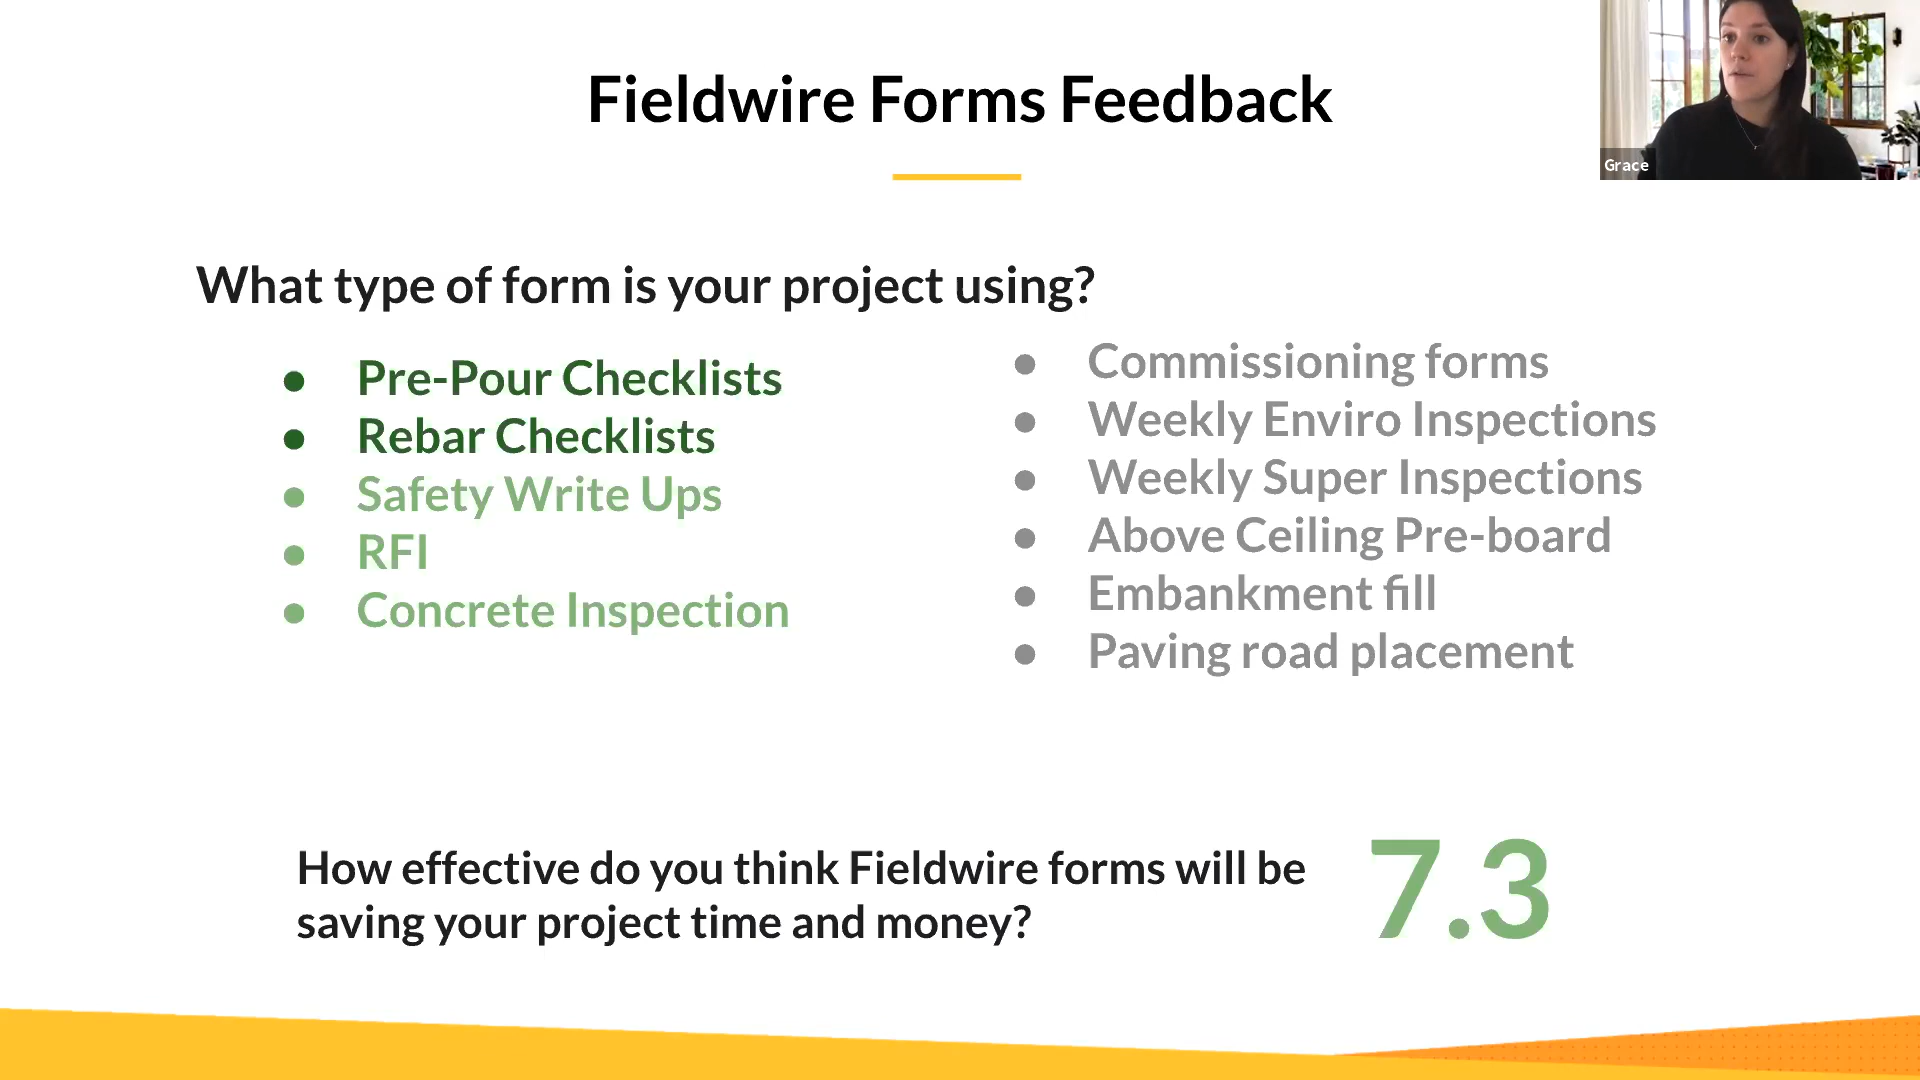 Fieldwire Forms Feedback
Grace
What type of form is your project using?
● Pre-Pour Checklists
● Rebar Checklists
● Safety Write Ups
● RFI
● Concrete Inspection
● Commissioning forms
● Weekly Enviro Inspections
● Weekly Super Inspections
● Above Ceiling Pre-board
● Embankment fill
● Paving road placement
How effective do you think Fieldwire forms will be
saving your project time and money?
7.3